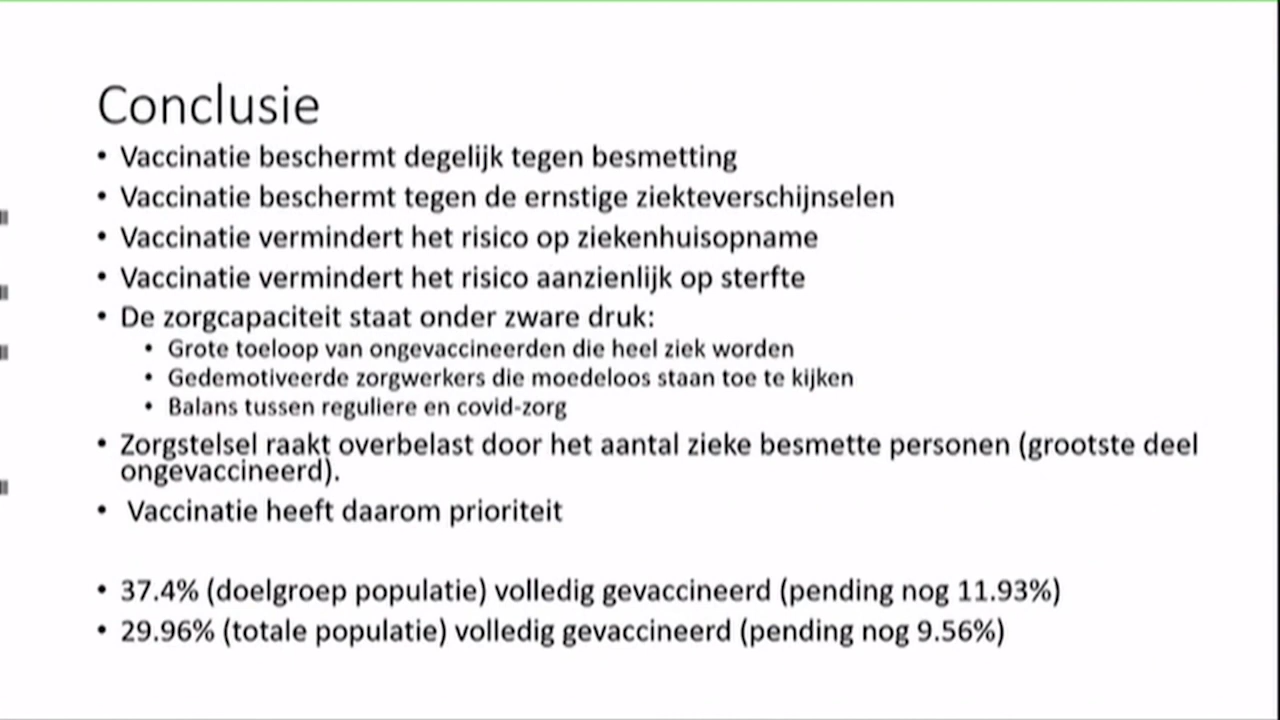 Conclusie
• Vaccinatie beschermt degelijk tegen besmetting
• Vaccinatie beschermt tegen de ernstige ziekteverschijnselen
• Vaccinatie vermindert het risico op ziekenhuisopname
• Vaccinatie vermindert het risico aanzienlijk op sterfte
• De zorgcapaciteit staat onder zware druk:
• Grote toeloop van ongevaccineerden die heel ziek worden
• Gedemotiveerde zorgwerkers die moedeloos staan toe te kijken
• Balans tussen reguliere en covid-zorg
• Zorgstelsel raakt overbelast door het aantal zieke besmette personen (grootste deel
ongevaccineerd).
• Vaccinatie heeft daarom prioriteit
• 37.4% (doelgroep populatie) volledig gevaccineerd (pending nog 11.93%)
• 29.96% (totale populatie) volledig gevaccineerd (pending nog 9.56%)